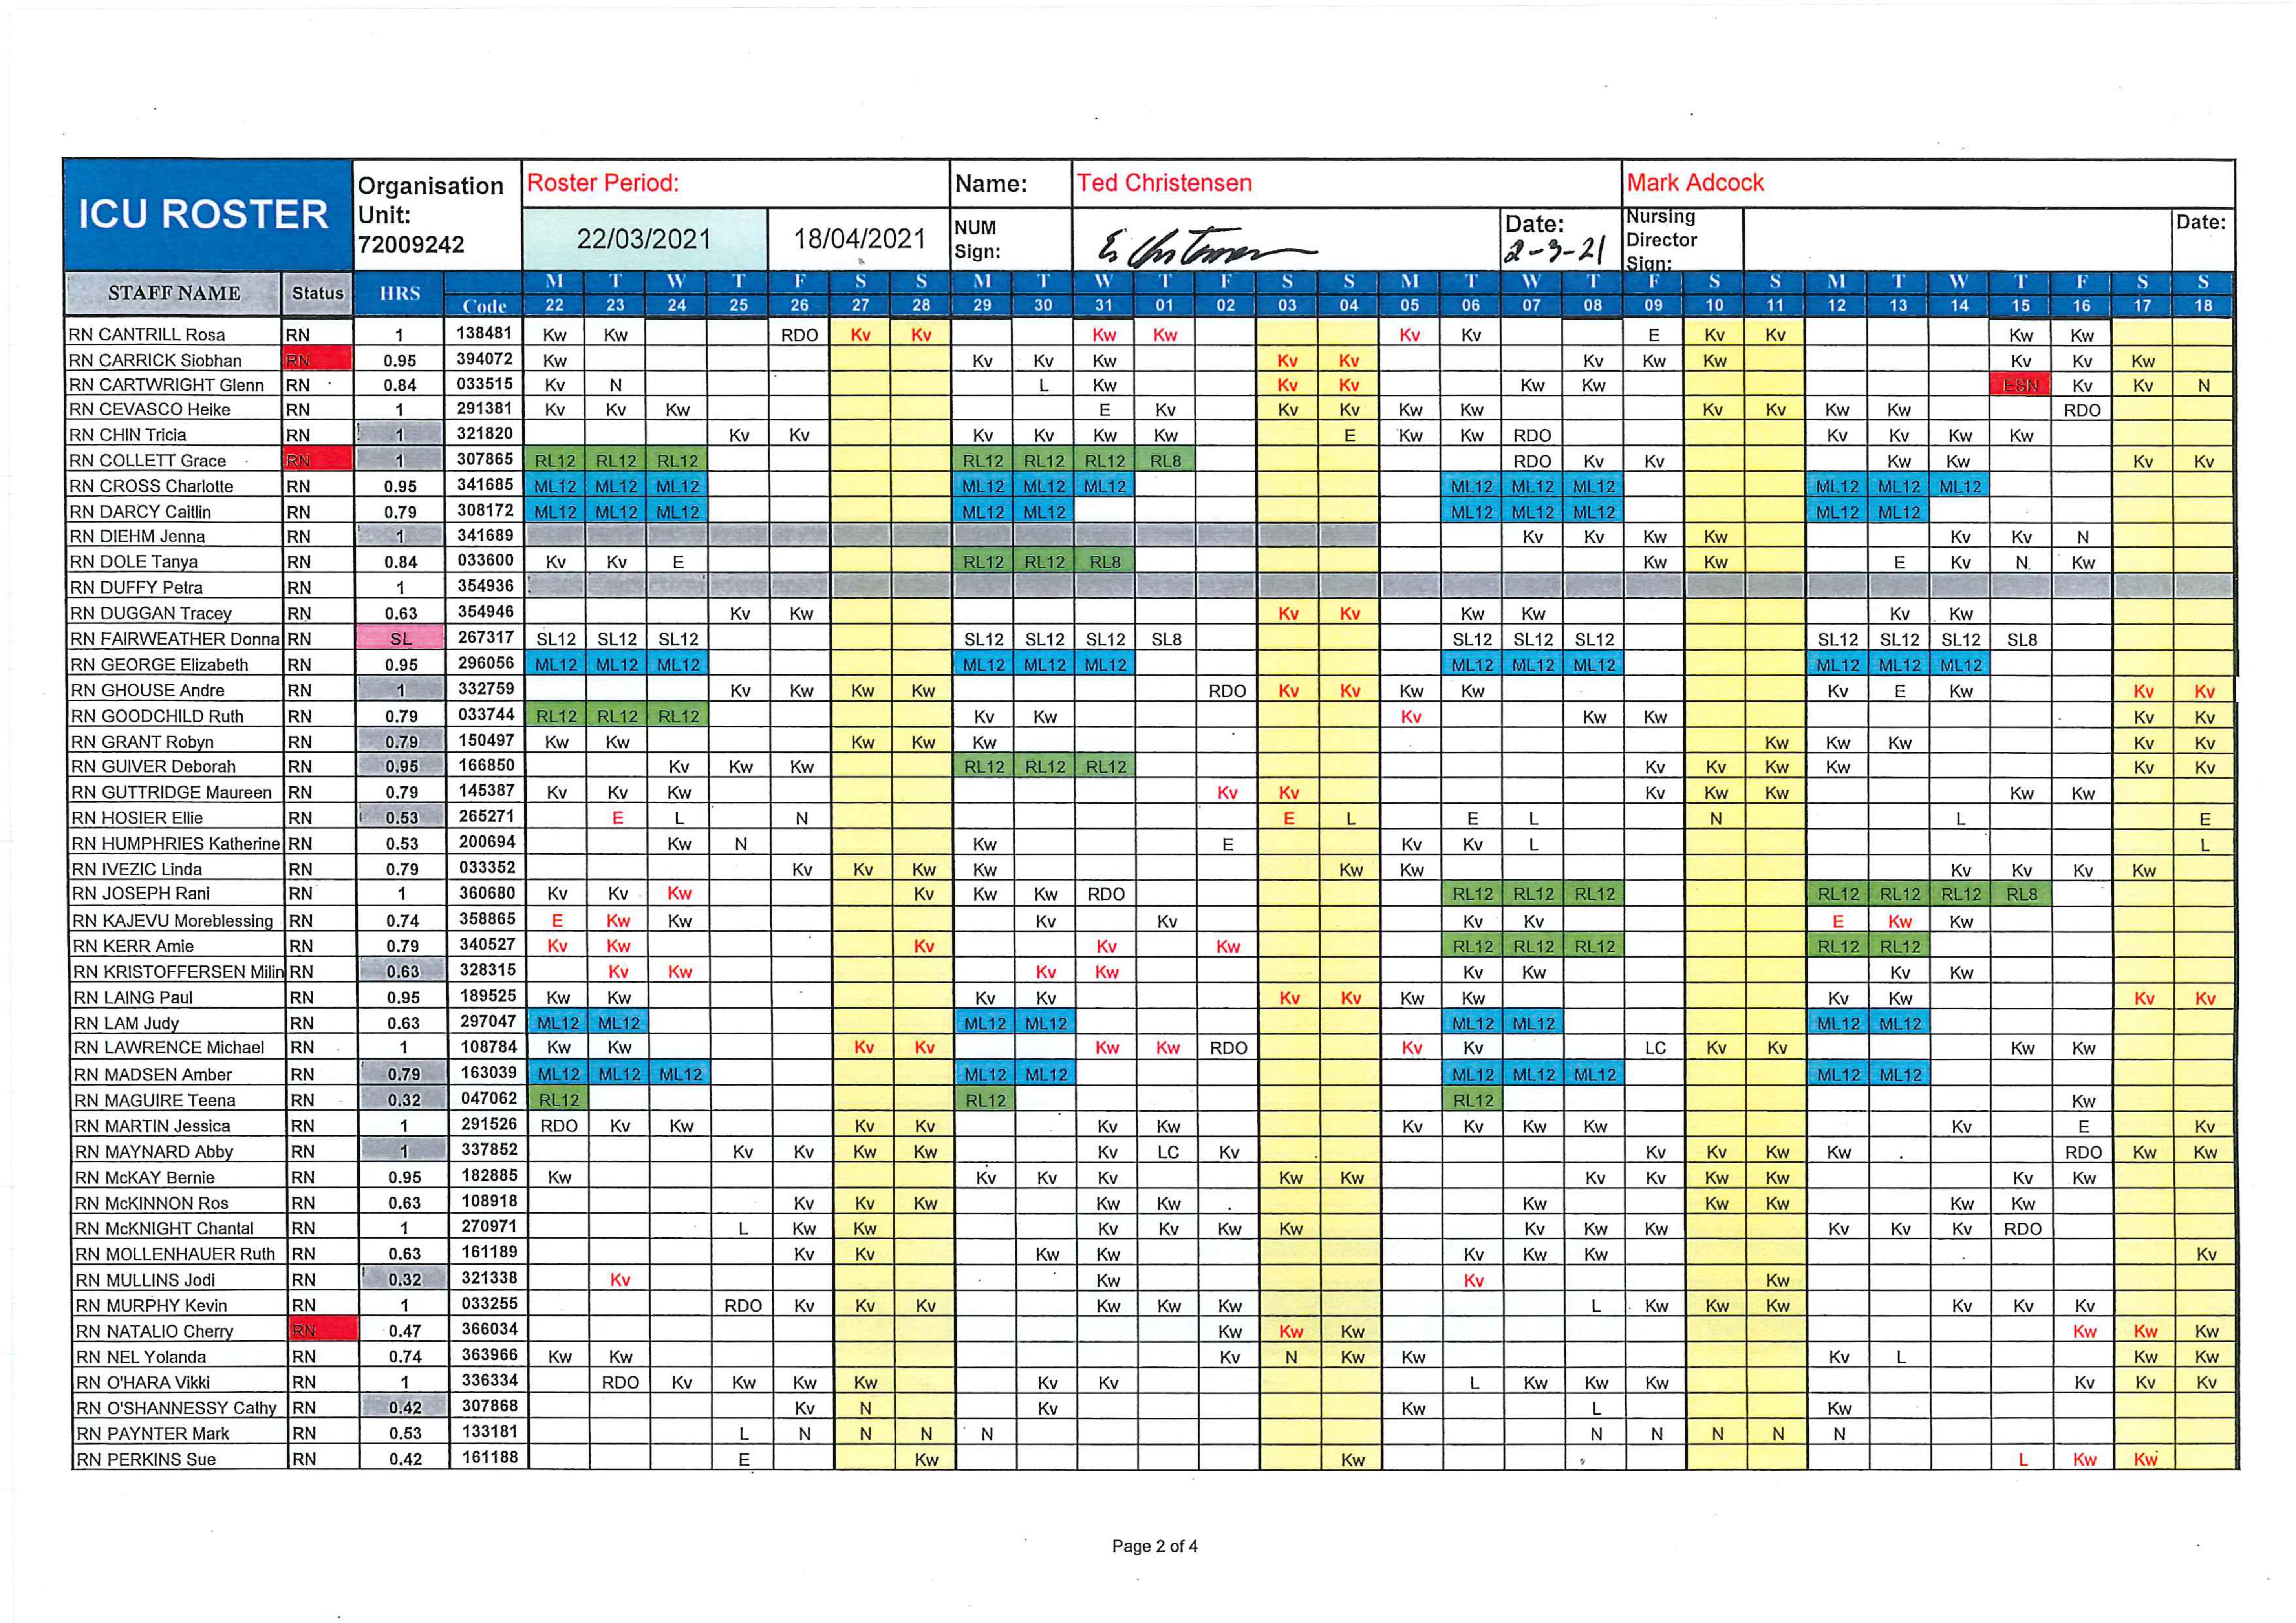 ICU ROSTER
Organisation Unit: 72009242
Roster Period: 22/03/2021 18/04/2021
Name: Ted Christensen
Mark Adcock
NUM Sign:
Date: 2-3-21
Nursing Director Sign:
Date:
M T W T F S S M T W T F S S M T W T F S S M T W T F S S
STAFF NAME Status HRS Code 22 23 24 25 26 27 28 29 30 31 01 02 03 04 05 06 07 08 09 10 11 12 13 14 15 16 17 18
RN CANTRILL Rosa RN 1 138481 Kw Kw RDO Kv Kv Kw Kw Kv Kv E Kv Kv Kw Kw
RN CARRICK Siobhan RN 0.95 394072 Kw Kv Kv Kw Kv Kv Kv Kw Kw Kv Kv Kw
RN CARTWRIGHT Glenn RN 0.84 033515 Kv N L Kw Kv Kv Kw Kw ESN Kv Kv N
RN CEVASCO Heike RN 1 291381 Kv Kv Kw E Kv Kv Kv Kw Kw Kv Kv Kw Kw RDO
RN CHIN Tricia RN 1 321820 Kv Kv Kv Kv Kw Kw E Kw Kw RDO Kv Kv Kw Kw
RN COLLETT Grace RN 1 307865 RL12 RL12 RL12 RL12 RL12 RL12 RL8 RDO Kv Kv Kw Kw Kv Kv
RN CROSS Charlotte RN 0.95 341685 ML12 ML12 ML12 ML12 ML12 ML12 ML12 ML12 ML12 ML12 ML12 ML12
RN DARCY Caitlin RN 0.79 308172 ML12 ML12 ML12 ML12 ML12 ML12 ML12 ML12 ML12 ML12
RN DIEHM Jenna RN 1 341689 Kv Kv Kw Kw Kv Kv N
RN DOLE Tanya RN 0.84 033600 Kv Kv E RL12 RL12 RL8 Kw Kw E Kv N Kw
RN DUFFY Petra RN 1 354936
RN DUGGAN Tracey RN 0.63 354946 Kv Kw Kv Kv Kw Kw Kv Kw
RN FAIRWEATHER Donna RN SL 267317 SL12 SL12 SL12 SL12 SL12 SL12 SL8 SL12 SL12 SL12 SL12 SL12 SL12 SL8
RN GEORGE Elizabeth RN 0.95 296056 ML12 ML12 ML12 ML12 ML12 ML12 ML12 ML12 ML12 ML12 ML12 ML12
RN GHOUSE Andre RN 1 332759 Kv Kw Kw Kw RDO Kv Kv Kw Kw Kv E Kw Kv Kv
RN GOODCHILD Ruth RN 0.79 033744 RL12 RL12 RL12 Kv Kw Kv Kw Kw Kv Kv
RN GRANT Robyn RN 0.79 150497 Kw Kw Kw Kw Kw Kw Kw Kw Kv Kv
RN GUIVER Deborah RN 0.95 166850 Kv Kw Kw RL12 RL12 RL12 Kv Kv Kw Kw Kv Kv
RN GUTTRIDGE Maureen RN 0.79 145387 Kv Kv Kw Kv Kv Kv Kw Kw Kw Kw
RN HOSIER Ellie RN 0.53 265271 E L N E L E L N L E
RN HUMPHRIES Katherine RN 0.53 200694 Kw N Kw E Kv Kv L L
RN IVEZIC Linda RN 0.79 033352 Kv Kv Kw Kw Kw Kw Kv Kv Kv Kw
RN JOSEPH Rani RN 1 360680 Kv Kv Kw Kv Kw Kw RDO RL12 RL12 RL12 RL12 RL12 RL12 RL8
RN KAJEVU Moreblessing RN 0.74 358865 E Kw Kw Kv Kv Kv Kv E Kw Kw
RN KERR Amie RN 0.79 340527 Kv Kw Kv Kv Kw RL12 RL12 RL12 RL12 RL12
RN KRISTOFFERSEN Milin RN 0.63 328315 Kv Kw Kv Kw Kv Kw Kv Kw
RN LAING Paul RN 0.95 189525 Kw Kw Kv Kv Kv Kv Kw Kw Kv Kw Kv Kv
RN LAM Judy RN 0.63 297047 ML12 ML12 ML12 ML12 ML12 ML12 ML12 ML12
RN LAWRENCE Michael RN 1 108784 Kw Kw Kv Kv Kw Kw RDO Kv Kv LC Kv Kv Kw Kw
RN MADSEN Amber RN 0.79 163039 ML12 ML12 ML12 ML12 ML12 ML12 ML12 ML12 ML12 ML12
RN MAGUIRE Teena RN 0.32 047062 RL12 RL12 RL12 Kw
RN MARTIN Jessica RN 1 291526 RDO Kv Kw Kv Kv Kv Kw Kv Kv Kw Kw Kv E Kv
RN MAYNARD Abby RN 1 337852 Kv Kv Kw Kw Kv LC Kv Kv Kv Kw Kw RDO Kw Kw
RN McKAY Bernie RN 0.95 182885 Kw Kv Kv Kv Kw Kw Kv Kv Kw Kw Kv Kw
RN McKINNON Ros RN 0.63 108918 Kv Kv Kw Kw Kw Kw Kw Kw Kw Kw
RN McKNIGHT Chantal RN 1 270971 L Kw Kw Kv Kv Kw Kw Kv Kw Kw Kv Kv Kv RDO
RN MOLLENHAUER Ruth RN 0.63 161189 Kv Kv Kw Kw Kv Kw Kw Kv
RN MULLINS Jodi RN 0.32 321338 Kv Kw Kv Kw
RN MURPHY Kevin RN 1 033255 RDO Kv Kv Kv Kw Kw Kw L Kw Kw Kw Kv Kv Kv
RN NATALIO Cherry RN 0.47 366034 Kw Kw Kw Kw Kw Kw
RN NEL Yolanda RN 0.74 363966 Kw Kw Kv N Kw Kw Kv L Kw Kw
RN O'HARA Vikki RN 1 336334 RDO Kv Kw Kw Kw Kv Kv L Kw Kw Kw Kv Kv Kv
RN O'SHANNESSY Cathy RN 0.42 307868 Kv N Kv Kw L Kw
RN PAYNTER Mark RN 0.53 133181 L N N N N N N N N N
RN PERKINS Sue RN 0.42 161188 E Kw Kw L Kw Kw
Page 2 of 4